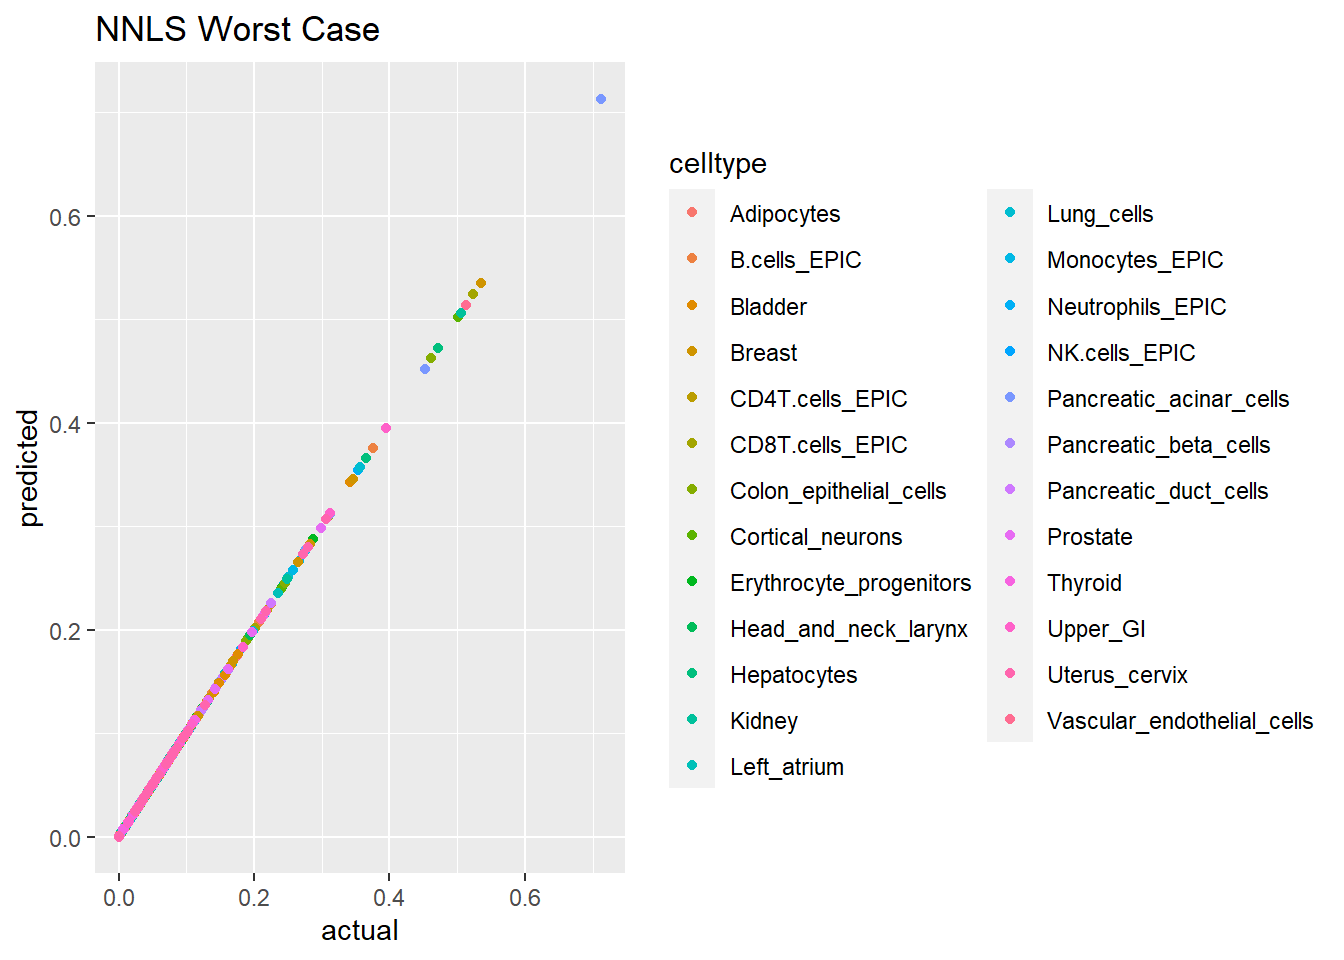 NNLS Worst Case
predicted
0.6
0.4
0.2
0.0
0.0
0.2
0.4
0.6
actual
celltype
Adipocytes
B.cells_EPIC
Bladder
Breast
CD4T.cells_EPIC
CD8T.cells_EPIC
Colon_epithelial_cells
Cortical_neurons
Erythrocyte_progenitors
Head_and_neck_larynx
Hepatocytes
Kidney
Left_atrium
Lung_cells
Monocytes_EPIC
Neutrophils_EPIC
NK.cells_EPIC
Pancreatic_acinar_cells
Pancreatic_beta_cells
Pancreatic_duct_cells
Prostate
Thyroid
Upper_GI
Uterus_cervix
Vascular_endothelial_cells